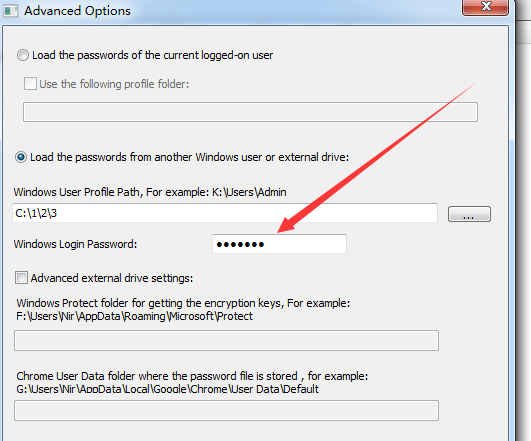 Advanced Options
Load the passwords of the current logged-on user
Use the following profile folder:
Load the passwords from another Windows user or external drive:
Windows User Profile Path, For example: K:\Users\Admin
C:\1\2\3
...
Windows Login Password:
●●●●●●●
Advanced external drive settings:
Windows Protect folder for getting the encryption keys, For example:
F:\Users\Nir\AppData\Roaming\Microsoft\Protect
Chrome User Data folder where the password file is stored , for example:
G:\Users\Nir\AppData\Local\Google\Chrome\User Data\Default